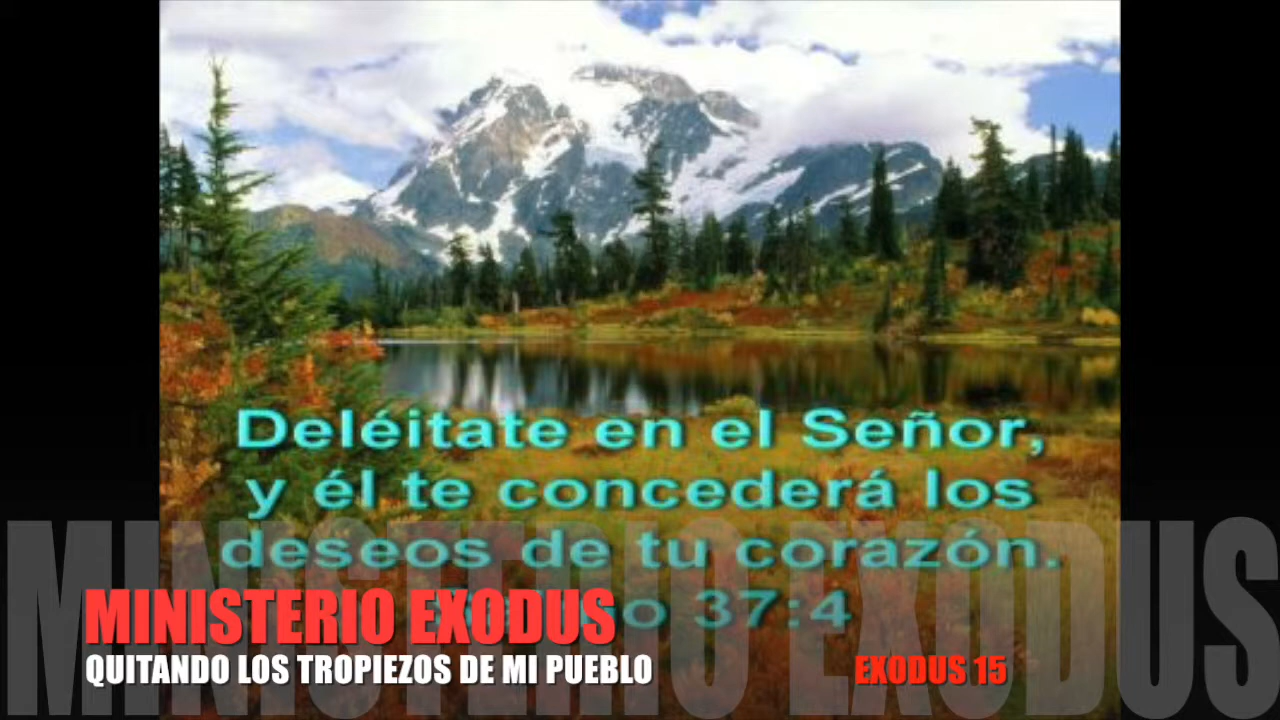 Deléitate en el Señor,
y él te concederá los
deseos de tu corazón.
37:4
MINISTERIO EXODUS
MINISTERIO EXODUS
QUITANDO LOS TROPIEZOS DE MI PUEBLO
EXODUS 15